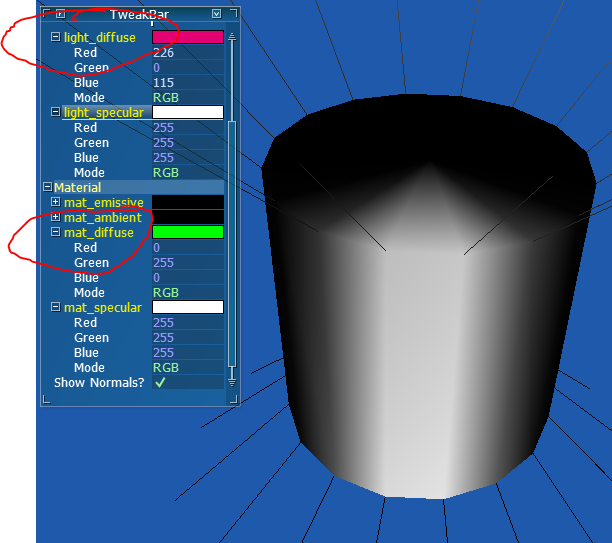 TweakBar
light_diffuse
Red 226
Green 0
Blue 115
Mode RGB
light_specular
Red 255
Green 255
Blue 255
Mode RGB
Material
mat_emissive
mat_ambient
mat_diffuse
Red 0
Green 255
Blue 0
Mode RGB
mat_specular
Red 255
Green 255
Blue 255
Mode RGB
Show Normals? ✓